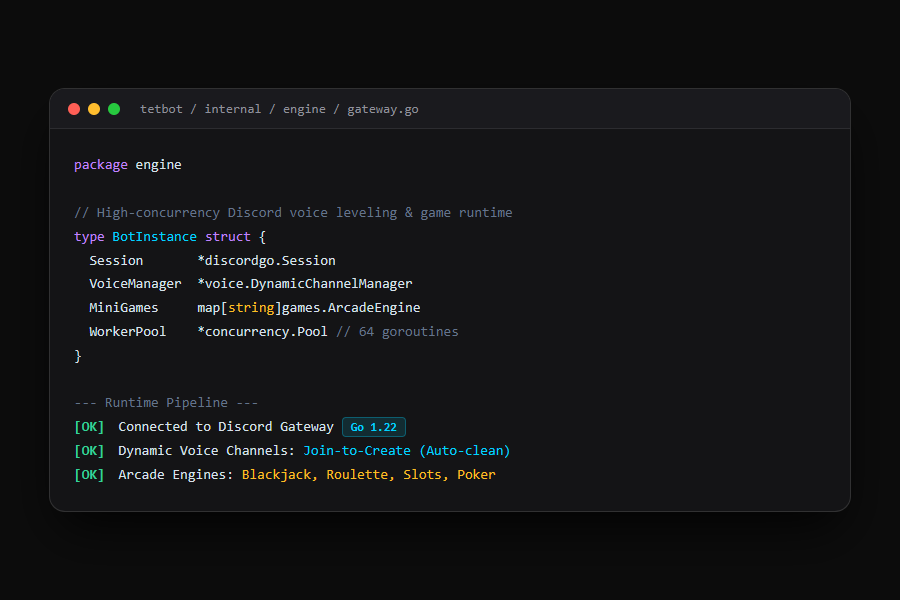 tetbot / internal / engine / gateway.go
package engine
// High-concurrency Discord voice leveling & game runtime
type BotInstance struct {
Session *discordgo.Session
VoiceManager *voice.DynamicChannelManager
MiniGames map[string]games.ArcadeEngine
WorkerPool *concurrency.Pool // 64 goroutines
}
--- Runtime Pipeline ---
[OK] Connected to Discord Gateway Go 1.22
[OK] Dynamic Voice Channels: Join-to-Create (Auto-clean)
[OK] Arcade Engines: Blackjack, Roulette, Slots, Poker